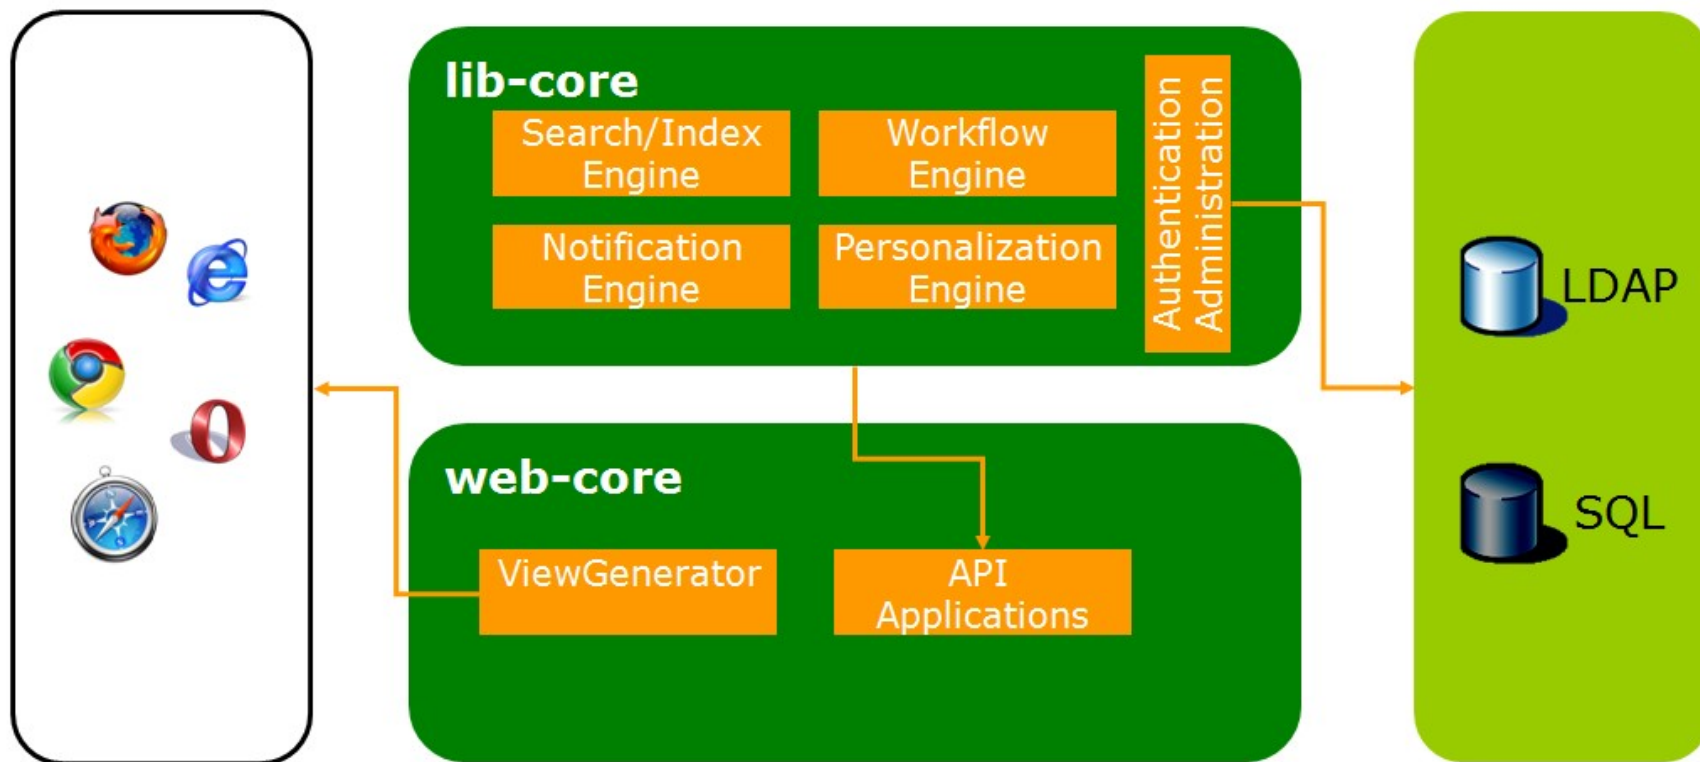 lib-core
Search/Index
Engine
Workflow
Engine
Notification
Engine
Personalization
Engine
Authentication
Administration
web-core
ViewGenerator
API
Applications
LDAP
SQL